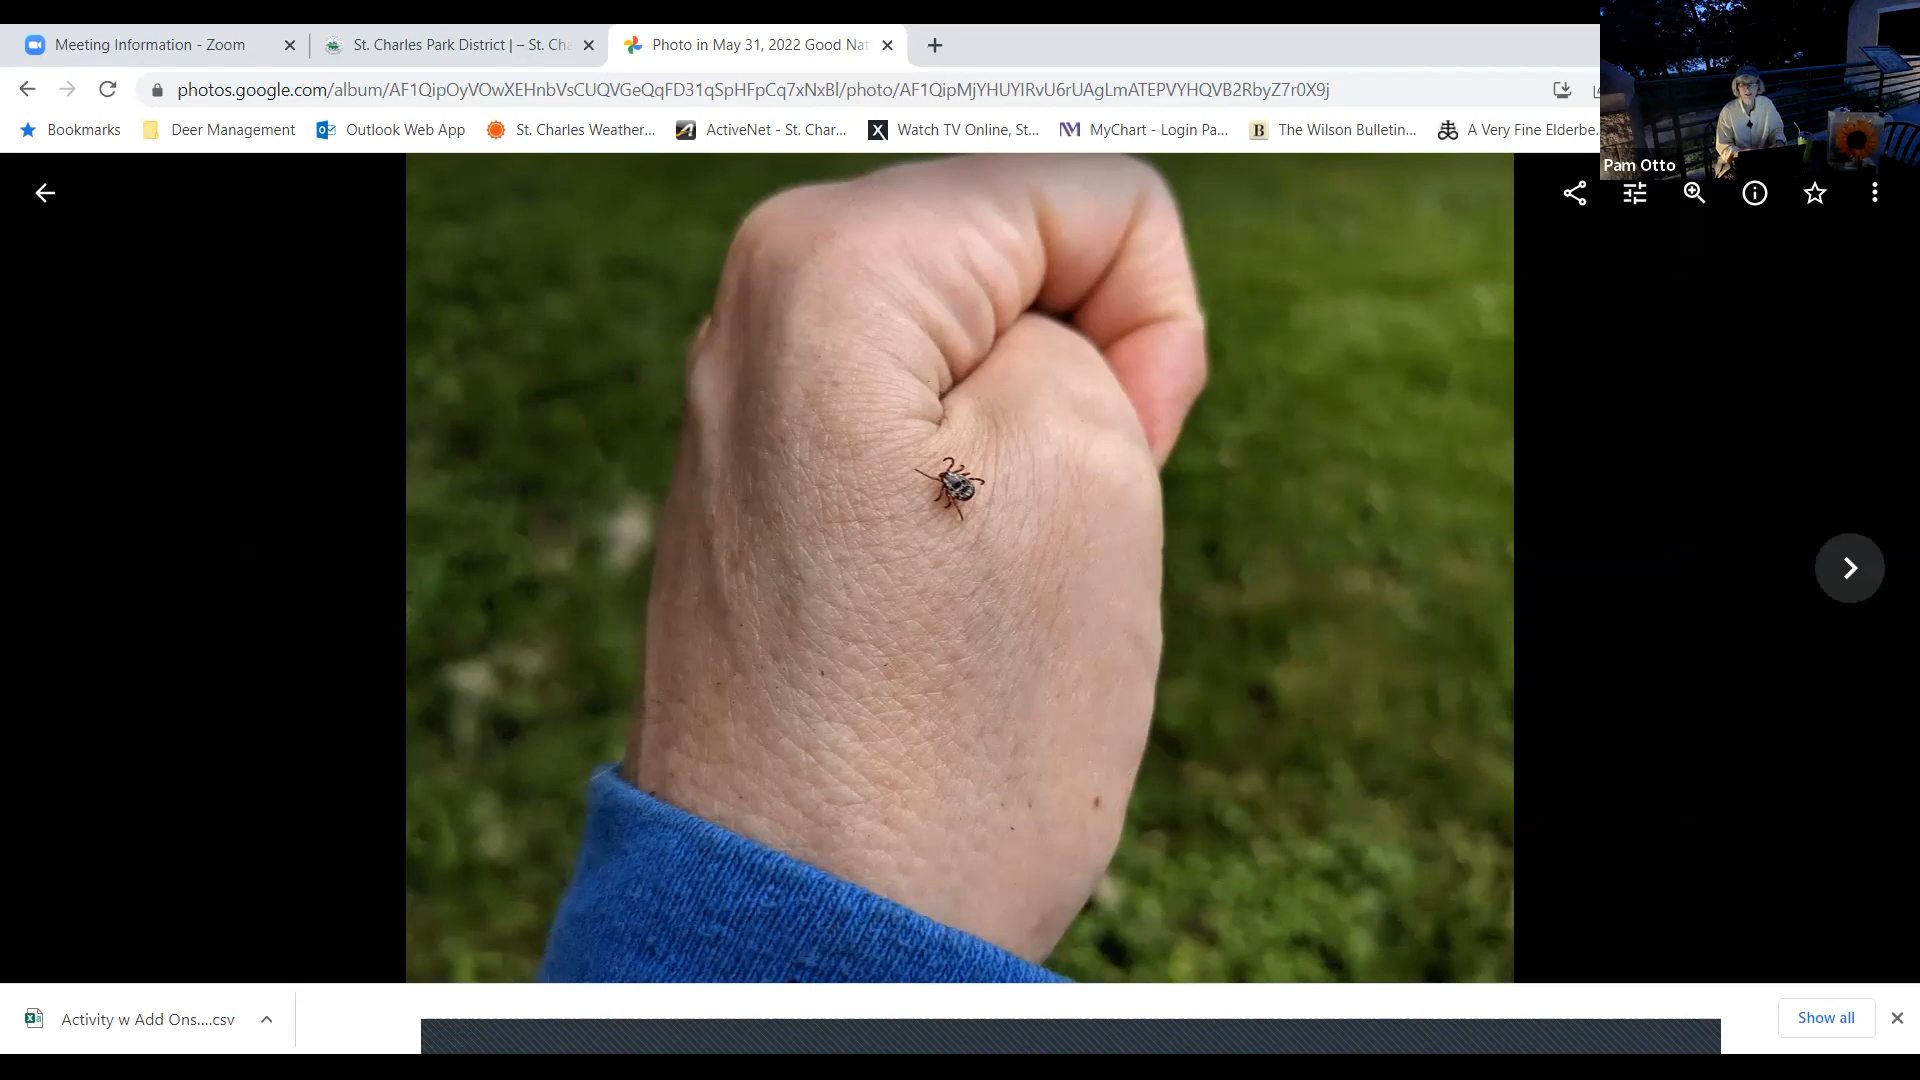 Meeting Information - Zoom
St. Charles Park District | – St. Cha
Photo in May 31, 2022 Good Nat
photos.google.com/album/AF1QipOyVOwXEHnbVsCUQVGeQqFD31qSpHFpCq7xNxBl/photo/AF1QipMjYHUYlRvU6rUAgLmATEPVYHQVB2RbyZ7r0X9j
Bookmarks
Deer Management
Outlook Web App
St. Charles Weather...
ActiveNet - St. Char...
Watch TV Online, St...
MyChart - Login Pa...
The Wilson Bulletin...
A Very Fine Elderbe...
Pam Otto
Activity w Add Ons....csv
Show all